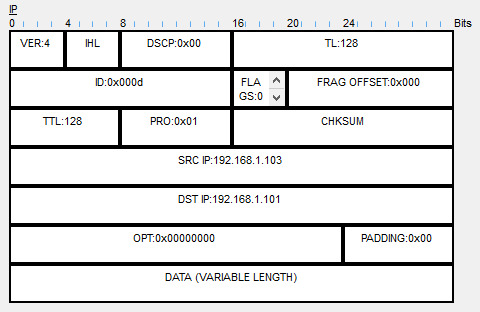 IP
0 4 8 16 20 24 Bits
VER:4 IHL DSCP:0x00 TL:128
ID:0x000d FLA
GS:0 FRAG OFFSET:0x000
TTL:128 PRO:0x01 CHKSUM
SRC IP:192.168.1.103
DST IP:192.168.1.101
OPT:0x00000000 PADDING:0x00
DATA (VARIABLE LENGTH)